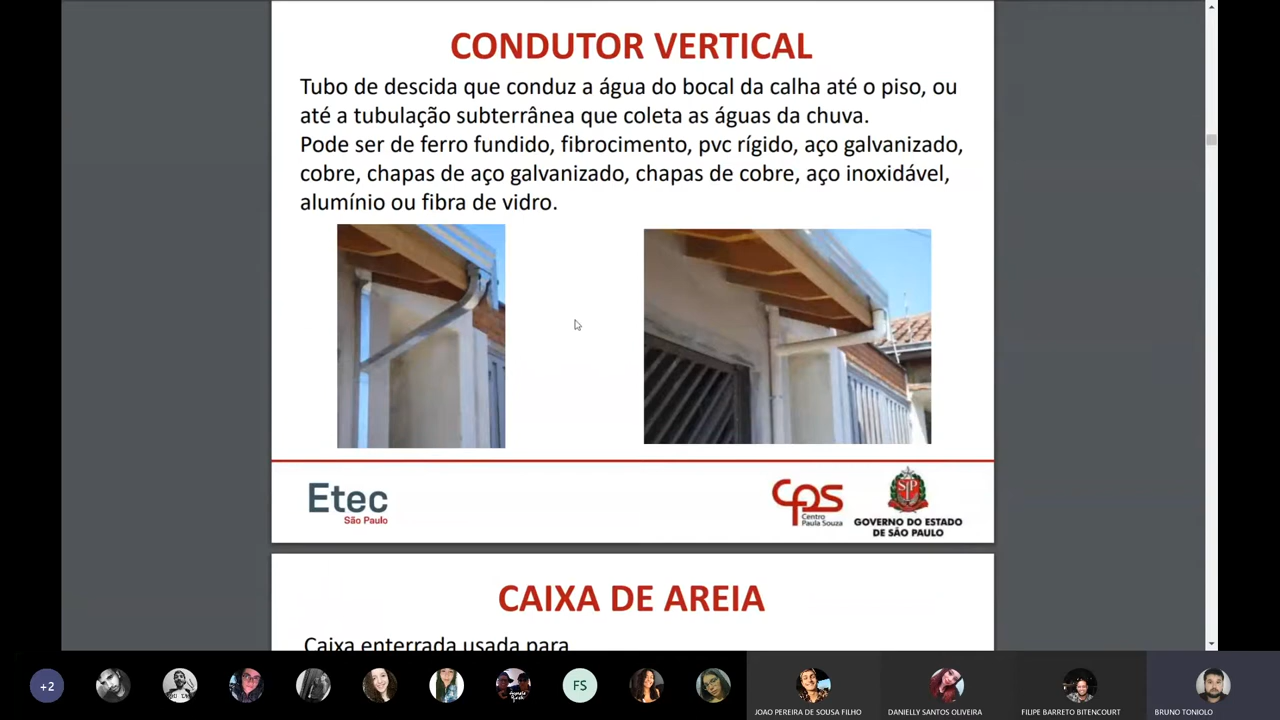 CONDUTOR VERTICAL
Tubo de descida que conduz a água do bocal da calha até o piso, ou
até a tubulação subterrânea que coleta as águas da chuva.
Pode ser de ferro fundido, fibrocimento, pvc rígido, aço galvanizado,
cobre, chapas de aço galvanizado, chapas de cobre, aço inoxidável,
alumínio ou fibra de vidro.
Etec
São Paulo
cps
Centro
Paula Souza
SP
GOVERNO DO ESTADO
DE SÃO PAULO
CAIXA DE AREIA
Caixa enterrada usada para
+2
FS
JOAO PEREIRA DE SOUSA FILHO
DANIELLY SANTOS OLIVEIRA
FILIPE BARRETO BITENCOURT
BRUNO TONIOLO